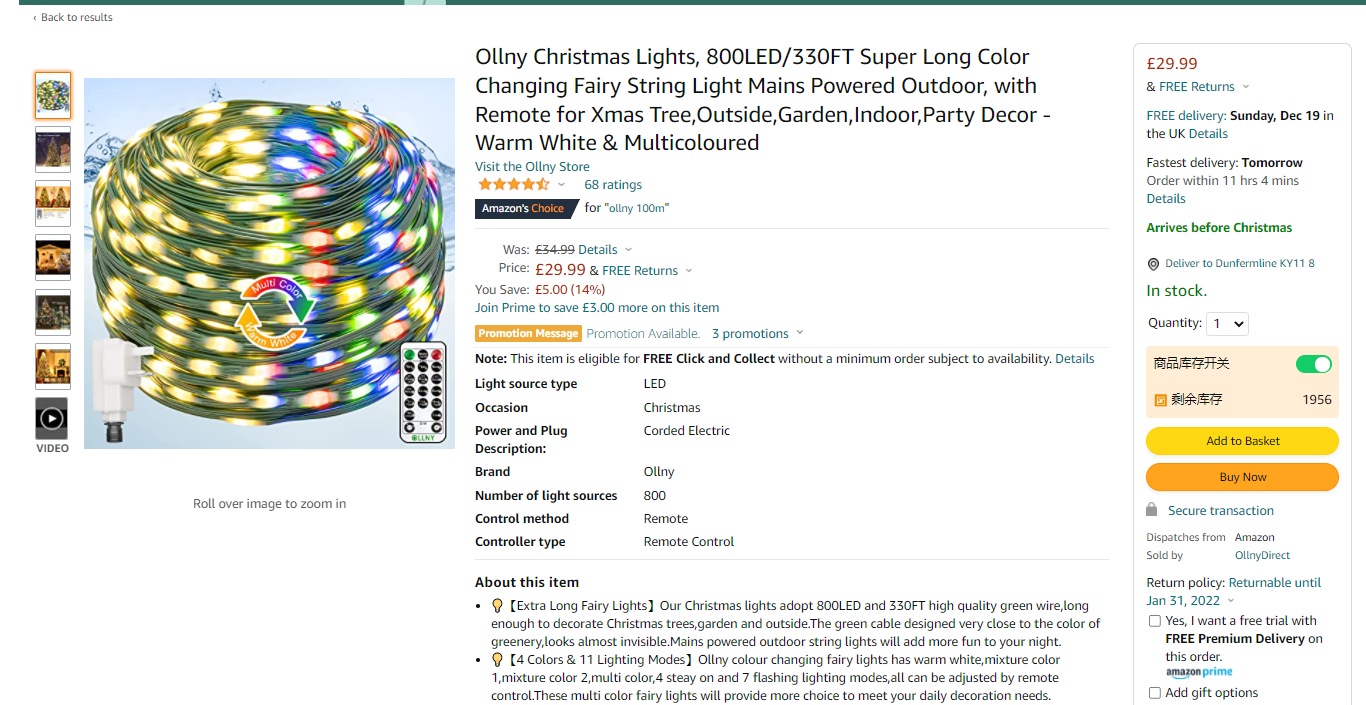 ‹ Back to results
VIDEO
Multi Color
Warm White
OLLNY
Roll over image to zoom in
Ollny Christmas Lights, 800LED/330FT Super Long Color
Changing Fairy String Light Mains Powered Outdoor, with
Remote for Xmas Tree,Outside,Garden,Indoor,Party Decor -
Warm White & Multicoloured
Visit the Ollny Store
68 ratings
Amazon's Choice for "ollny 100m"
Was: £34.99 Details
Price: £29.99 & FREE Returns
You Save: £5.00 (14%)
Join Prime to save £3.00 more on this item
Promotion Message Promotion Available. 3 promotions
Note: This item is eligible for FREE Click and Collect without a minimum order subject to availability. Details
Light source type LED
Occasion Christmas
Power and Plug Corded Electric
Description:
Brand Ollny
Number of light sources 800
Control method Remote
Controller type Remote Control
About this item
• 💡【Extra Long Fairy Lights】Our Christmas lights adopt 800LED and 330FT high quality green wire,long
enough to decorate Christmas trees,garden and outside.The green cable designed very close to the color of
greenery,looks almost invisible.Mains powered outdoor string lights will add more fun to your night.
• 💡【4 Colors & 11 Lighting Modes】Ollny colour changing fairy lights has warm white,mixture color
1,mixture color 2,multi color,4 steay on and 7 flashing lighting modes,all can be adjusted by remote
control.These multi color fairy lights will provide more choice to meet your daily decoration needs.
£29.99
& FREE Returns
FREE delivery: Sunday, Dec 19 in
the UK Details
Fastest delivery: Tomorrow
Order within 11 hrs 4 mins
Details
Arrives before Christmas
Deliver to Dunfermline KY11 8
In stock.
Quantity: 1
商品库存开关
剩余库存 1956
Add to Basket
Buy Now
Secure transaction
Dispatches from Amazon
Sold by OllnyDirect
Return policy: Returnable until
Jan 31, 2022
Yes, I want a free trial with
FREE Premium Delivery on
this order.
amazon prime
Add gift options